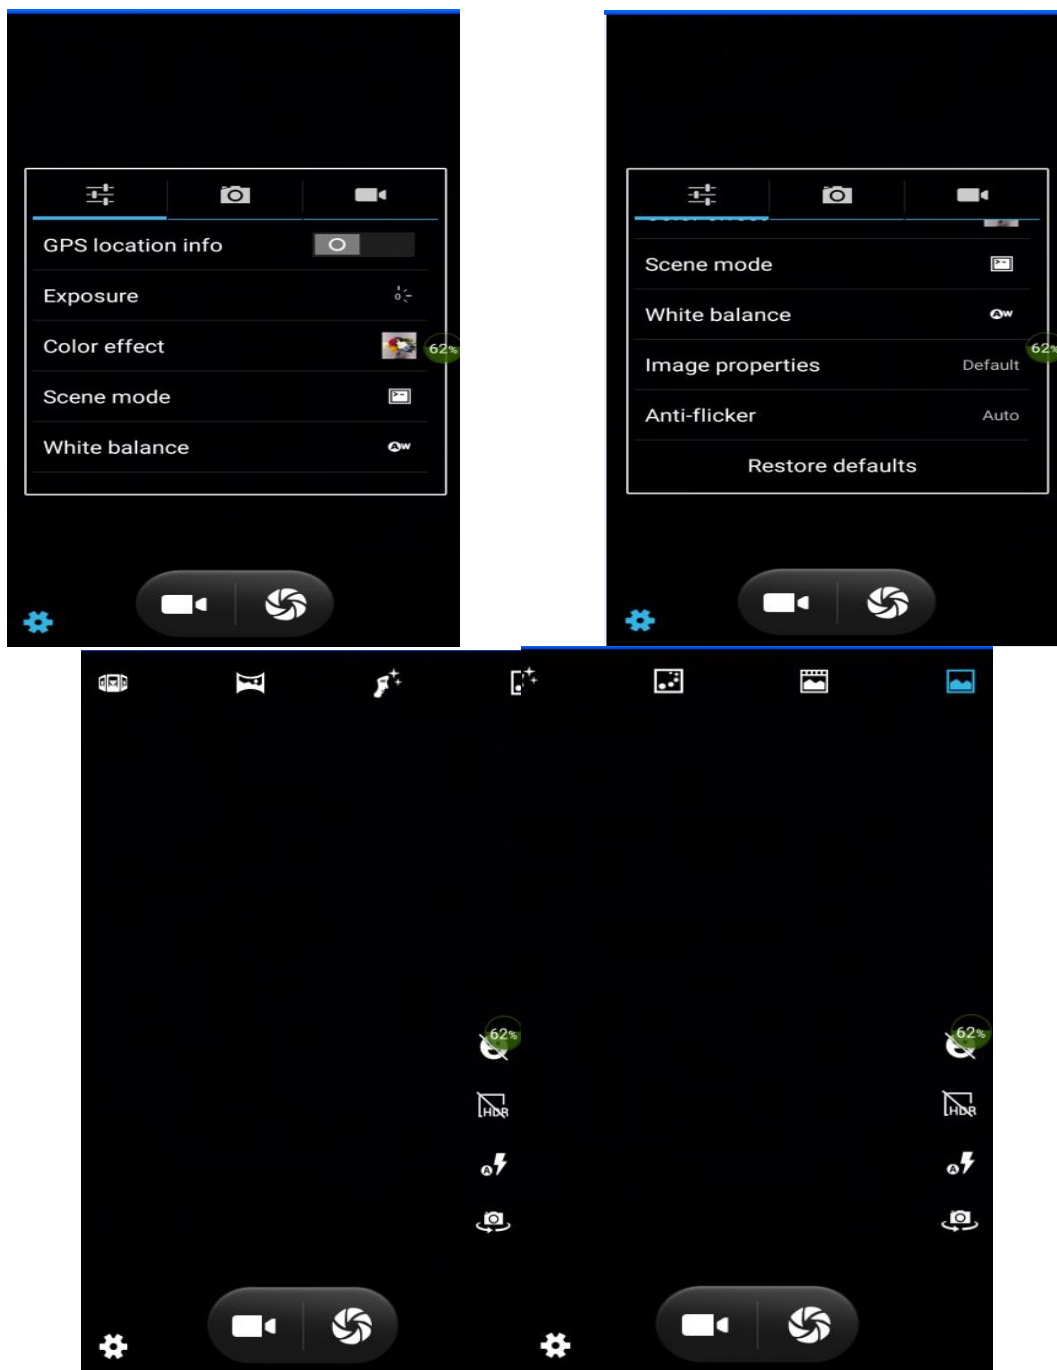 GPS location info
Exposure
Color effect
62%
Scene mode
White balance
Scene mode
White balance
62%
Image properties Default
Anti-flicker Auto
Restore defaults
62%
HDR
A
62%
HDR
A